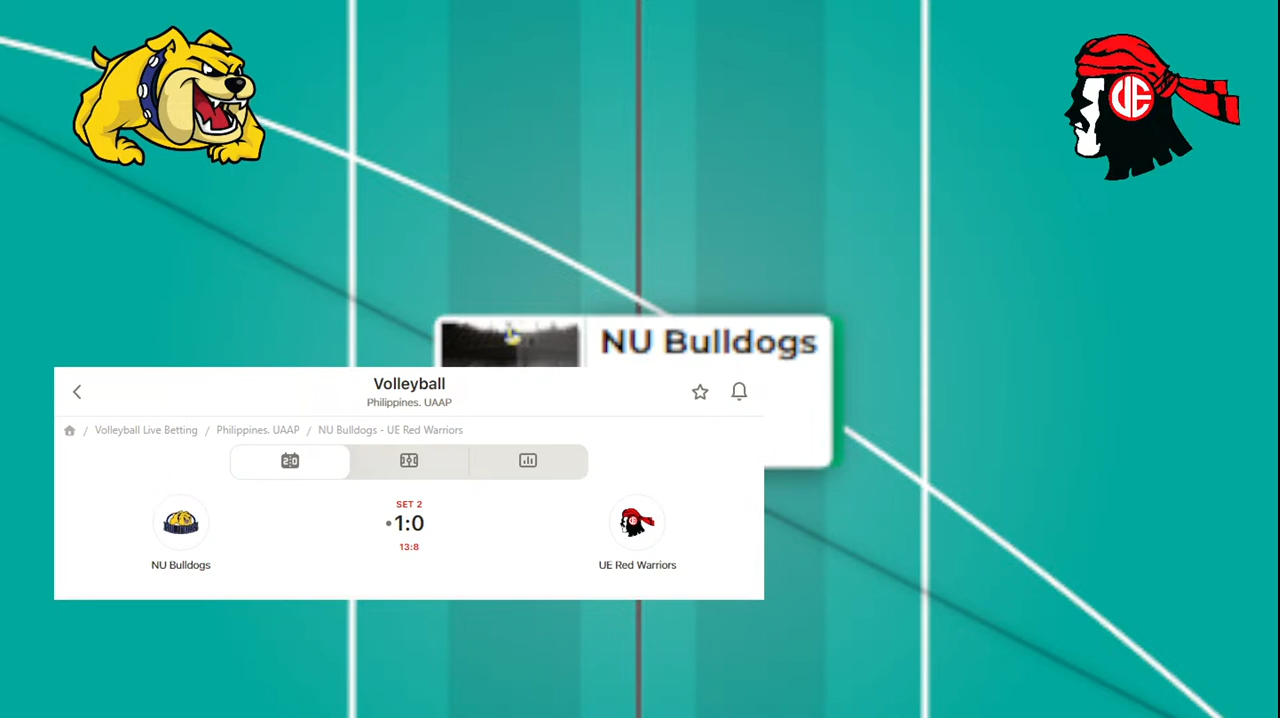 UE
NU Bulldogs
Volleyball
Philippines. UAAP
/ Volleyball Live Betting / Philippines. UAAP / NU Bulldogs - UE Red Warriors
2:0
SET 2
1:0
13:8
NU Bulldogs
UE Red Warriors